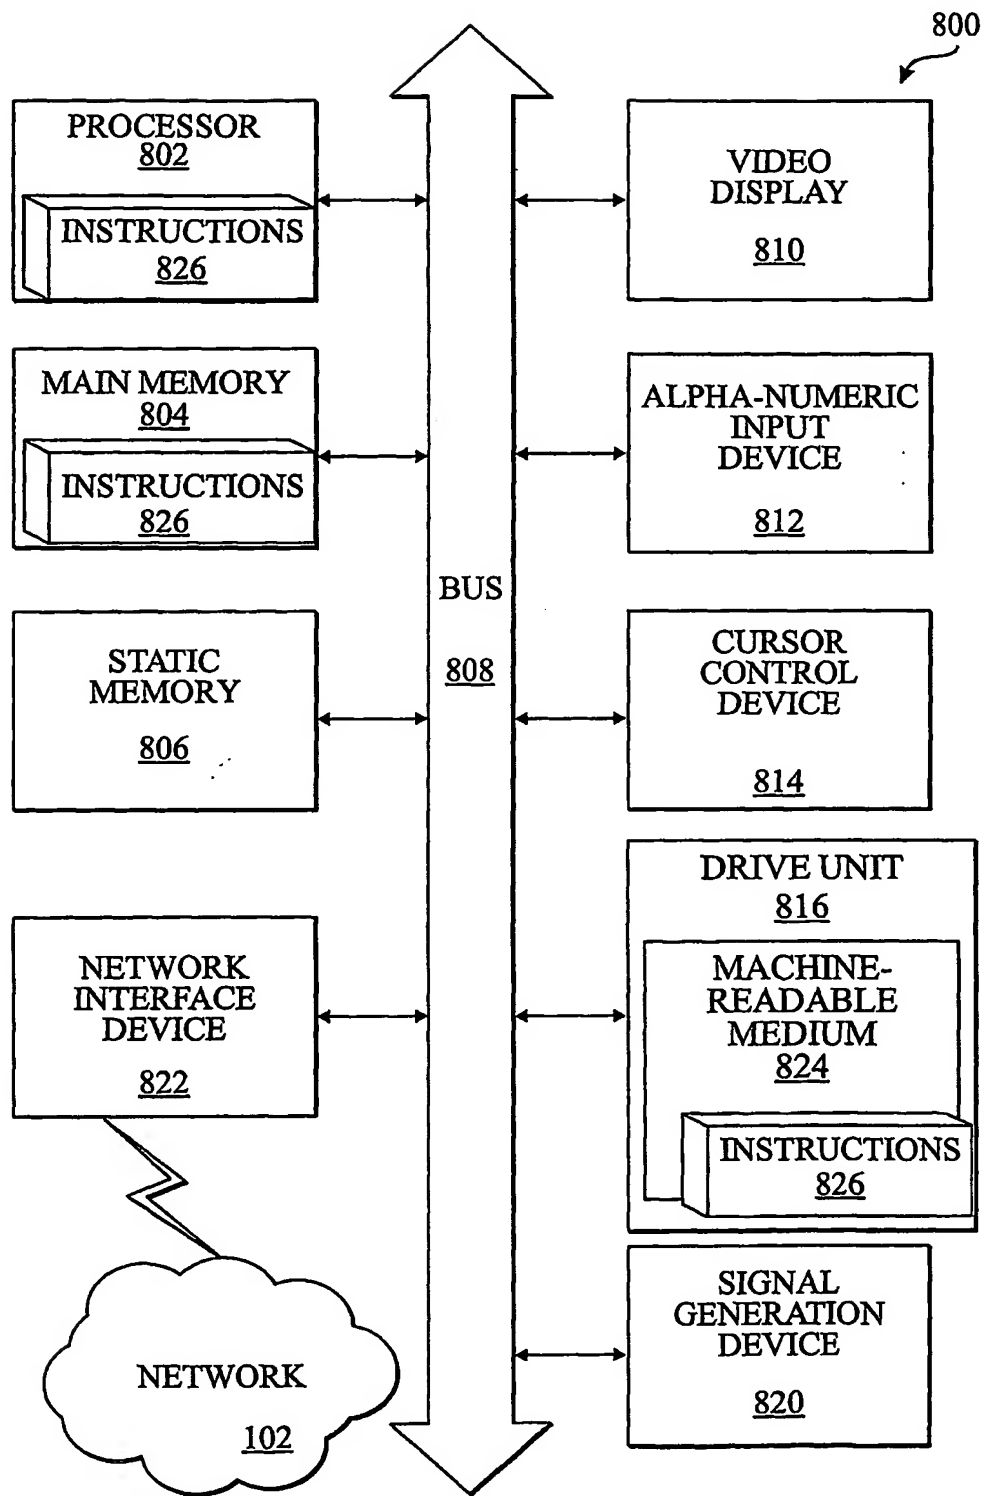 800
PROCESSOR
802
INSTRUCTIONS
826
MAIN MEMORY
804
INSTRUCTIONS
826
STATIC
MEMORY
806
NETWORK
INTERFACE
DEVICE
822
NETWORK
102
BUS
808
VIDEO
DISPLAY
810
ALPHA-NUMERIC
INPUT
DEVICE
812
CURSOR
CONTROL
DEVICE
814
DRIVE UNIT
816
MACHINE-
READABLE
MEDIUM
824
INSTRUCTIONS
826
SIGNAL
GENERATION
DEVICE
820